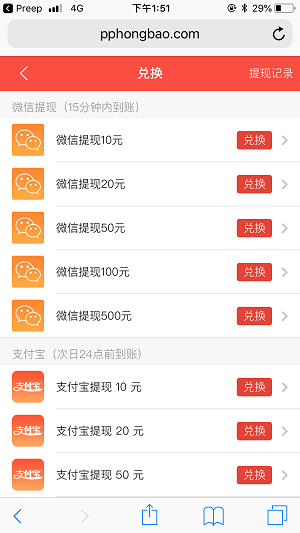 Preep 4G 下午1:51 29%
pphongbao.com
兑换 提现记录
微信提现（15分钟内到账）
微信提现10元 兑换
微信提现20元 兑换
微信提现50元 兑换
微信提现100元 兑换
微信提现500元 兑换
支付宝（次日24点前到账）
支付宝 支付宝提现 10 元 兑换
支付宝 支付宝提现 20 元 兑换
支付宝 支付宝提现 50 元 兑换